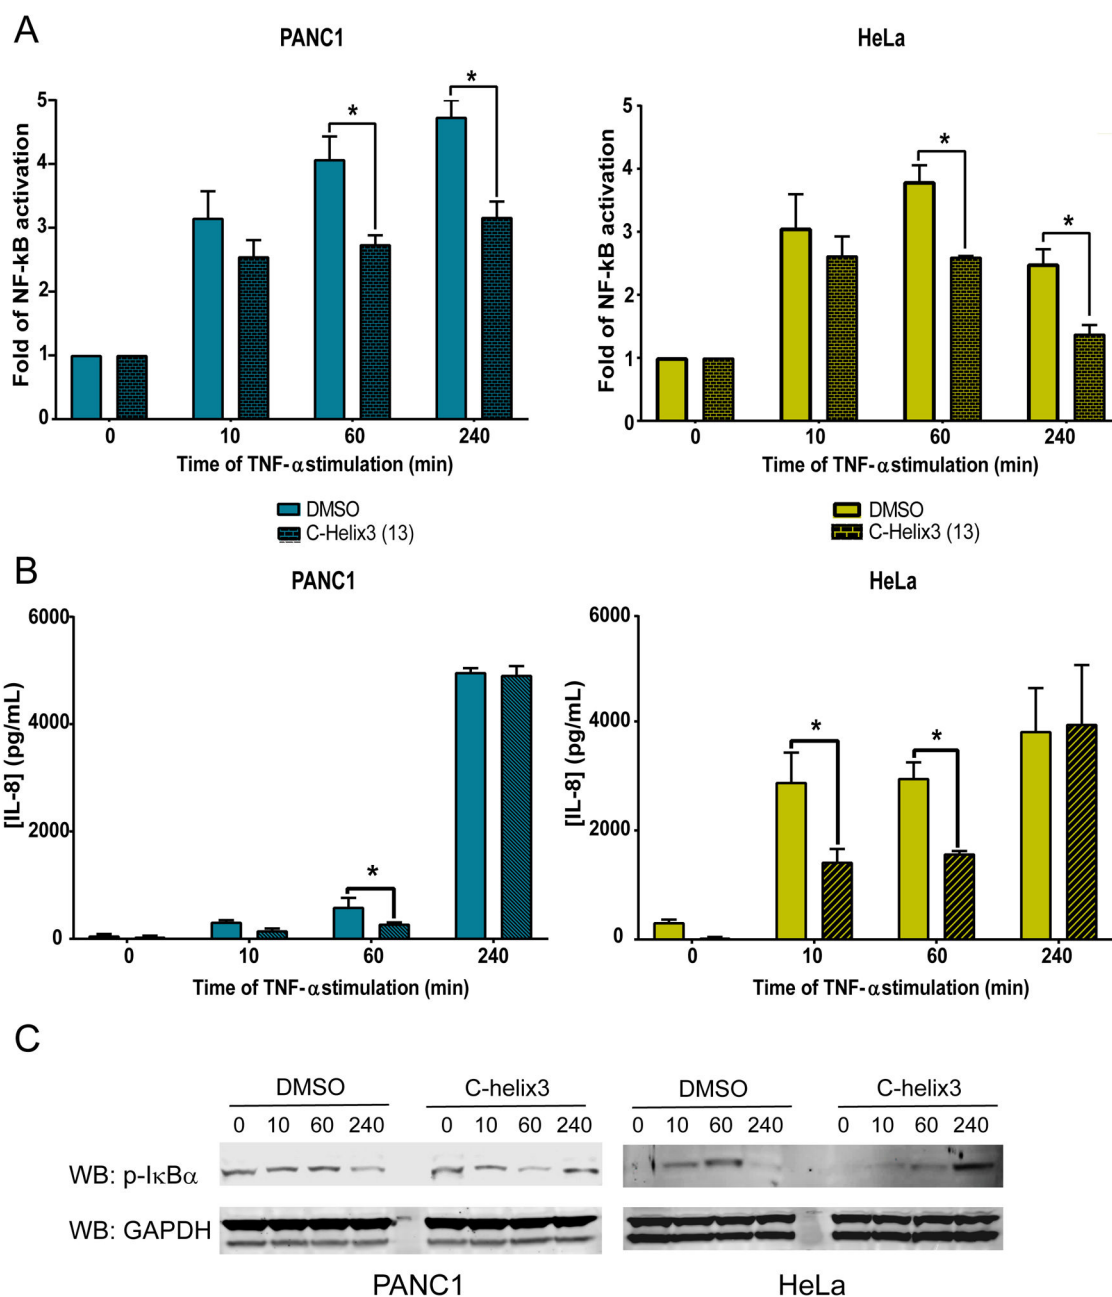 A
PANC1
Fold of NF-kB activation
5
4
3
2
1
0
*
*
0 10 60 240
Time of TNF-αstimulation (min)
DMSO
C-Helix3 (13)
HeLa
Fold of NF-kB activation
5
4
3
2
1
0
*
*
0 10 60 240
Time of TNF-αstimulation (min)
DMSO
C-Helix3 (13)
B
PANC1
[IL-8] (pg/mL)
6000
4000
2000
0
*
0 10 60 240
Time of TNF-αstimulation (min)
HeLa
[IL-8] (pg/mL)
6000
4000
2000
0
*
*
0 10 60 240
Time of TNF-αstimulation (min)
C
DMSO C-helix3 DMSO C-helix3
0 10 60 240 0 10 60 240 0 10 60 240 0 10 60 240
WB: p-IκBα
WB: GAPDH
PANC1 HeLa